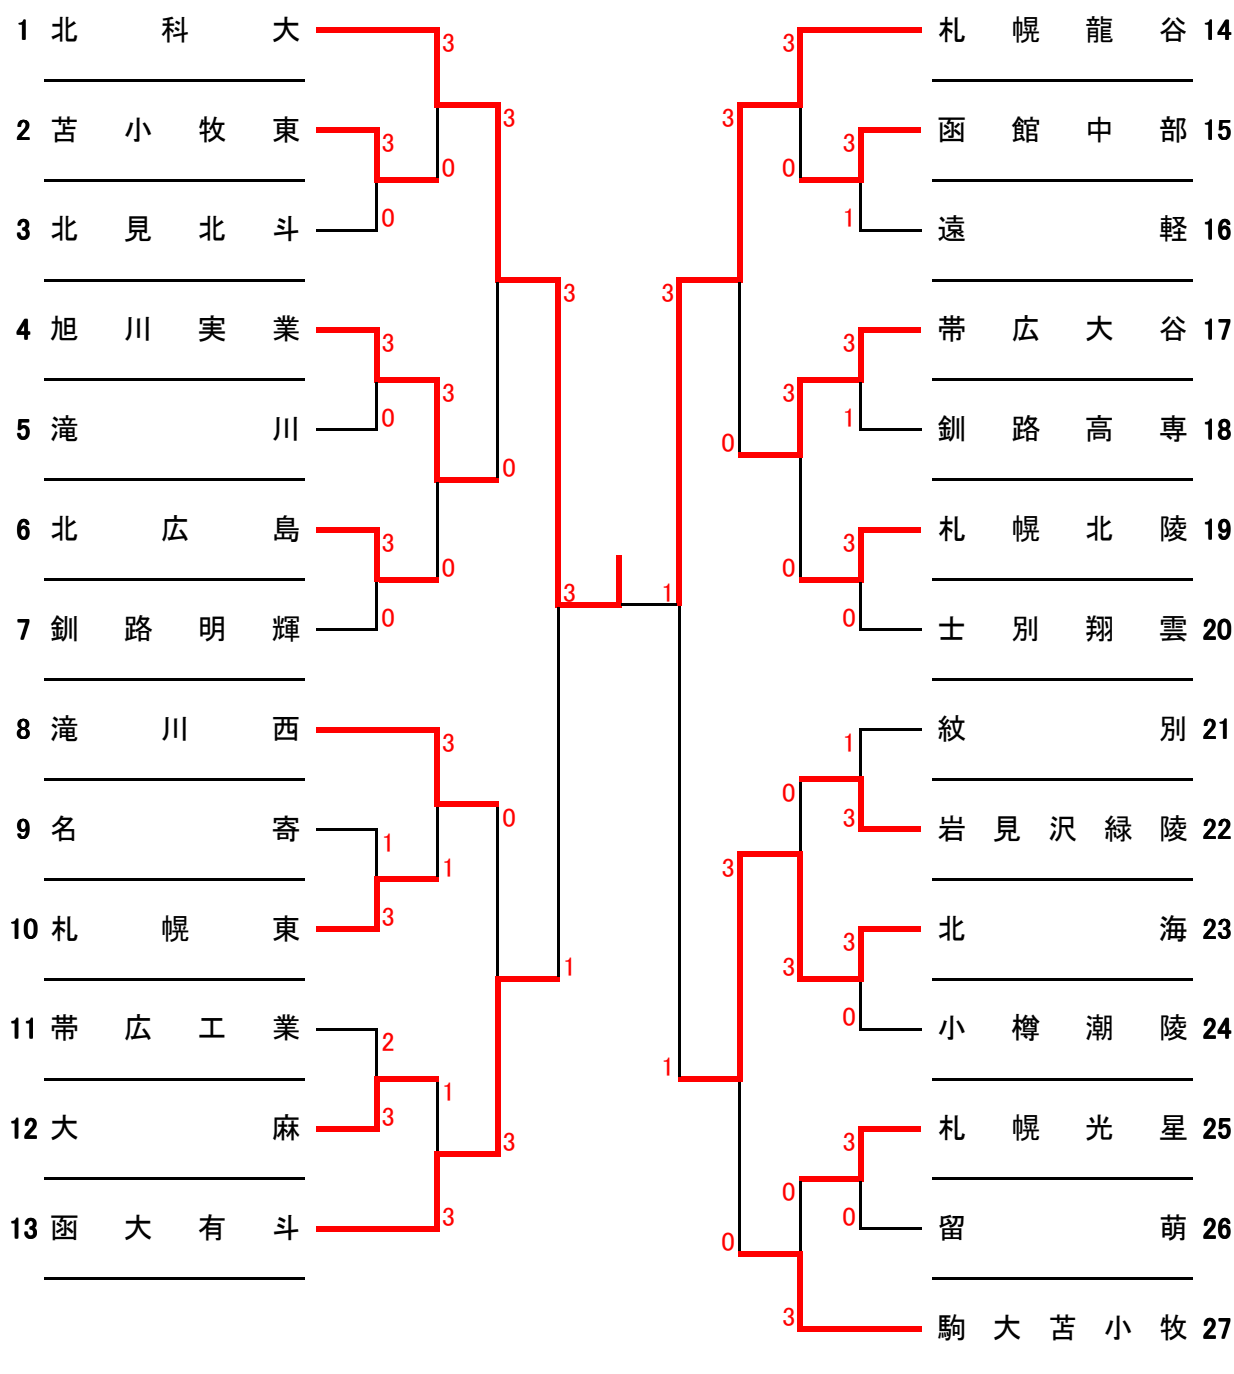 1 北科大
2 苫小牧東
3 北見北斗
4 旭川実業
5 滝川
6 北広島
7 釧路明輝
8 滝川西
9 名寄
10 札幌東
11 帯広工業
12 大麻
13 函大有斗
3
3
0
0
3
0
3
3
0
3
0
0
0
3
1
3
1
2
3
1
3
0
3
3
1
3
1
3
1
3
1
3
3
0
3
1
3
1
3
0
3
0
0
1
3
0
3
0
3
3
3
0
0
3
0
札幌龍谷 14
函館中部 15
遠軽 16
帯広大谷 17
釧路高専 18
札幌北陵 19
士別翔雲 20
紋別 21
岩見沢緑陵 22
北海 23
小樽潮陵 24
札幌光星 25
留萌 26
駒大苫小牧 27